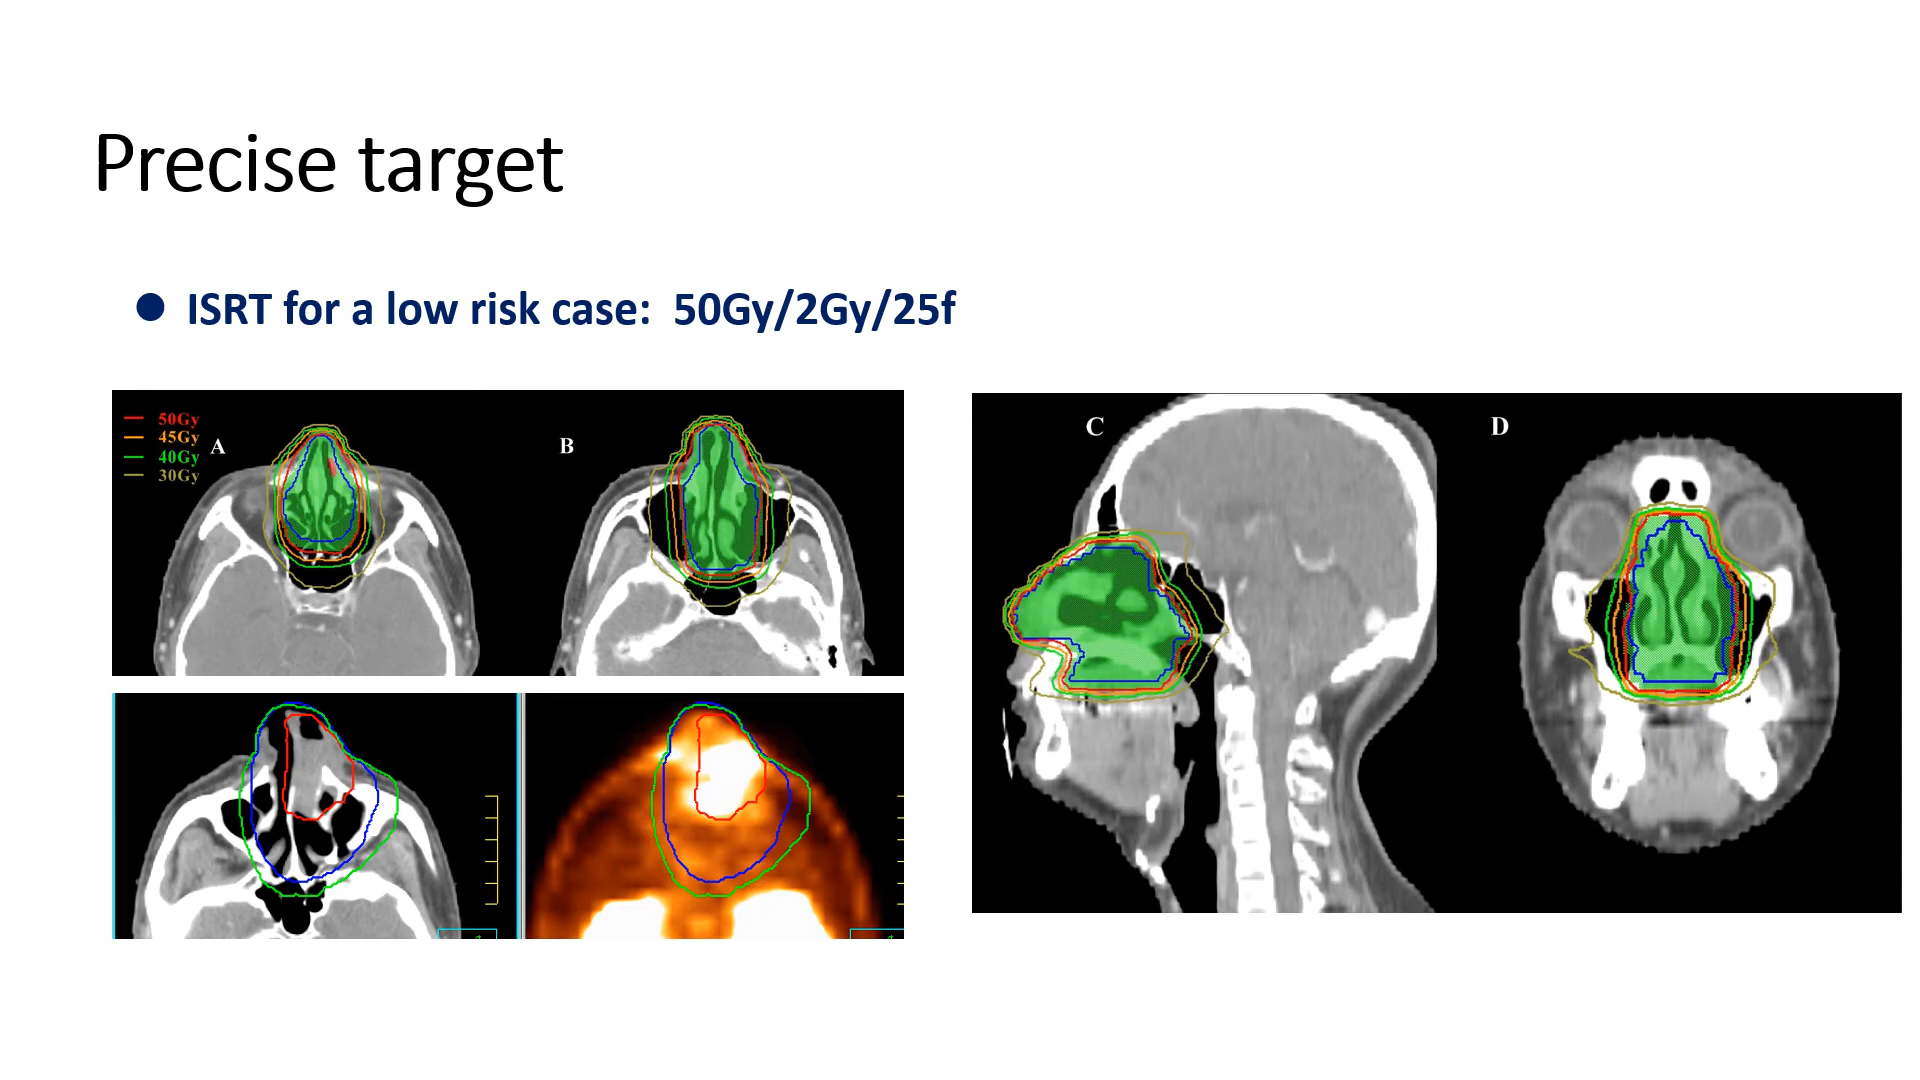 Precise target
ISRT for a low risk case: 50Gy/2Gy/25f
50Gy
45Gy
40Gy
30Gy
A
B
C
D